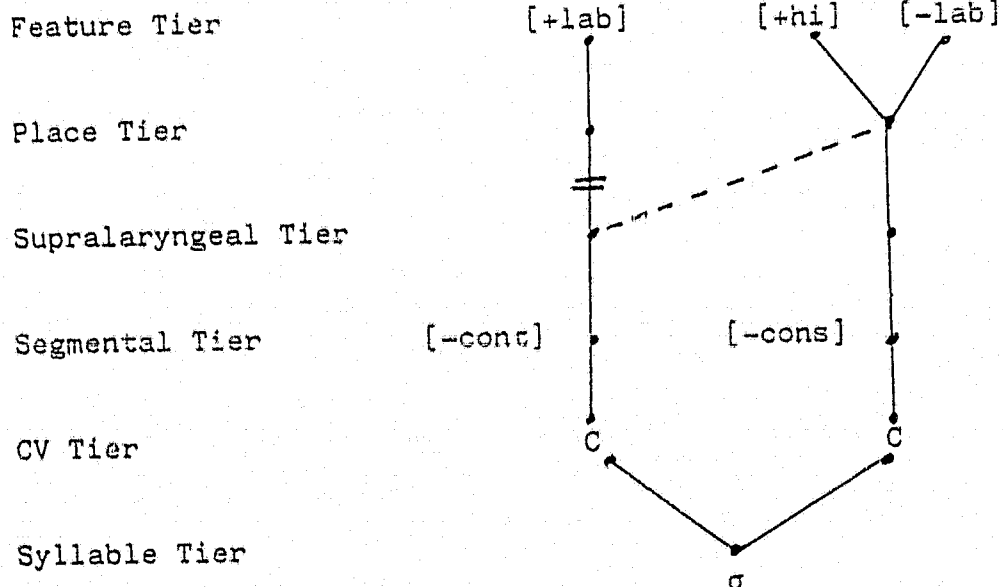 Feature Tier [+lab] [+hi] [-lab]
Place Tier
Supralaryngeal Tier
Segmental Tier [-cont] [-cons]
CV Tier C C
Syllable Tier
σ